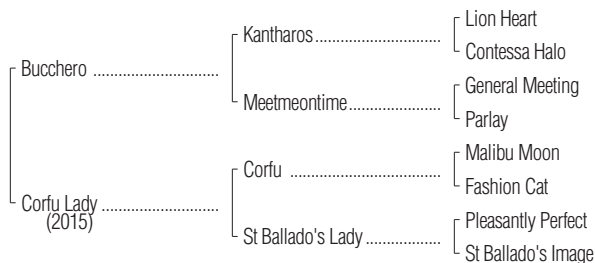 Lion Heart
Kantharos
Contessa Halo
Bucchero
General Meeting
Meetmeontime
Parlay
Malibu Moon
Corfu
Fashion Cat
Corfu Lady
(2015)
Pleasantly Perfect
St Ballado's Lady
St Ballado's Image